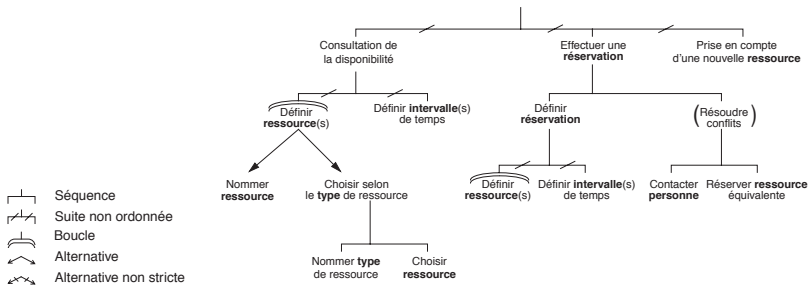 Consultation de
la disponibilité
Effectuer une
réservation
Prise en compte
d'une nouvelle ressource
Définir
ressource(s)
Définir intervalle(s)
de temps
Définir
réservation
(Résoudre
conflits)
Nommer
ressource
Choisir selon
le type de ressource
Définir
ressource(s)
Définir intervalle(s)
de temps
Contacter
personne
Réserver ressource
équivalente
Nommer type
de ressource
Choisir
ressource
Séquence
Suite non ordonnée
Boucle
Alternative
Alternative non stricte